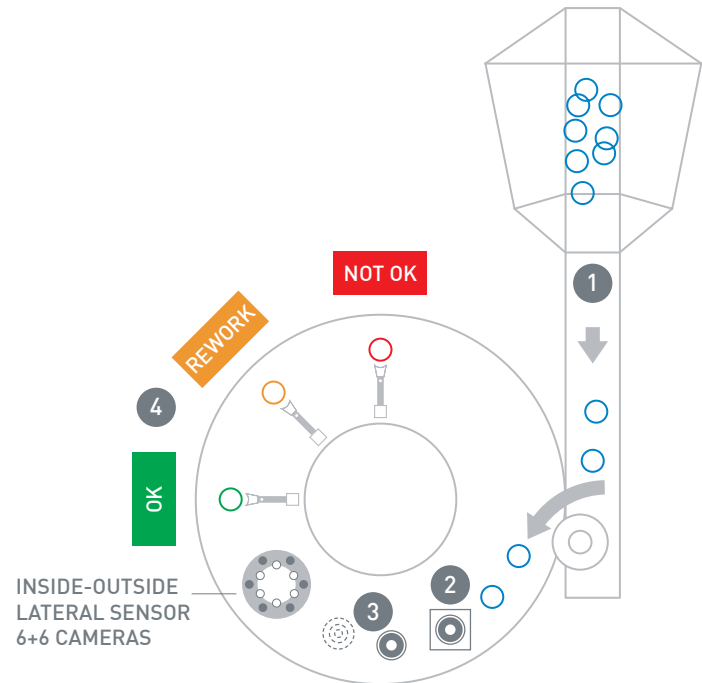 1
NOT OK
REWORK
4
OK
2
3
INSIDE-OUTSIDE
LATERAL SENSOR
6+6 CAMERAS